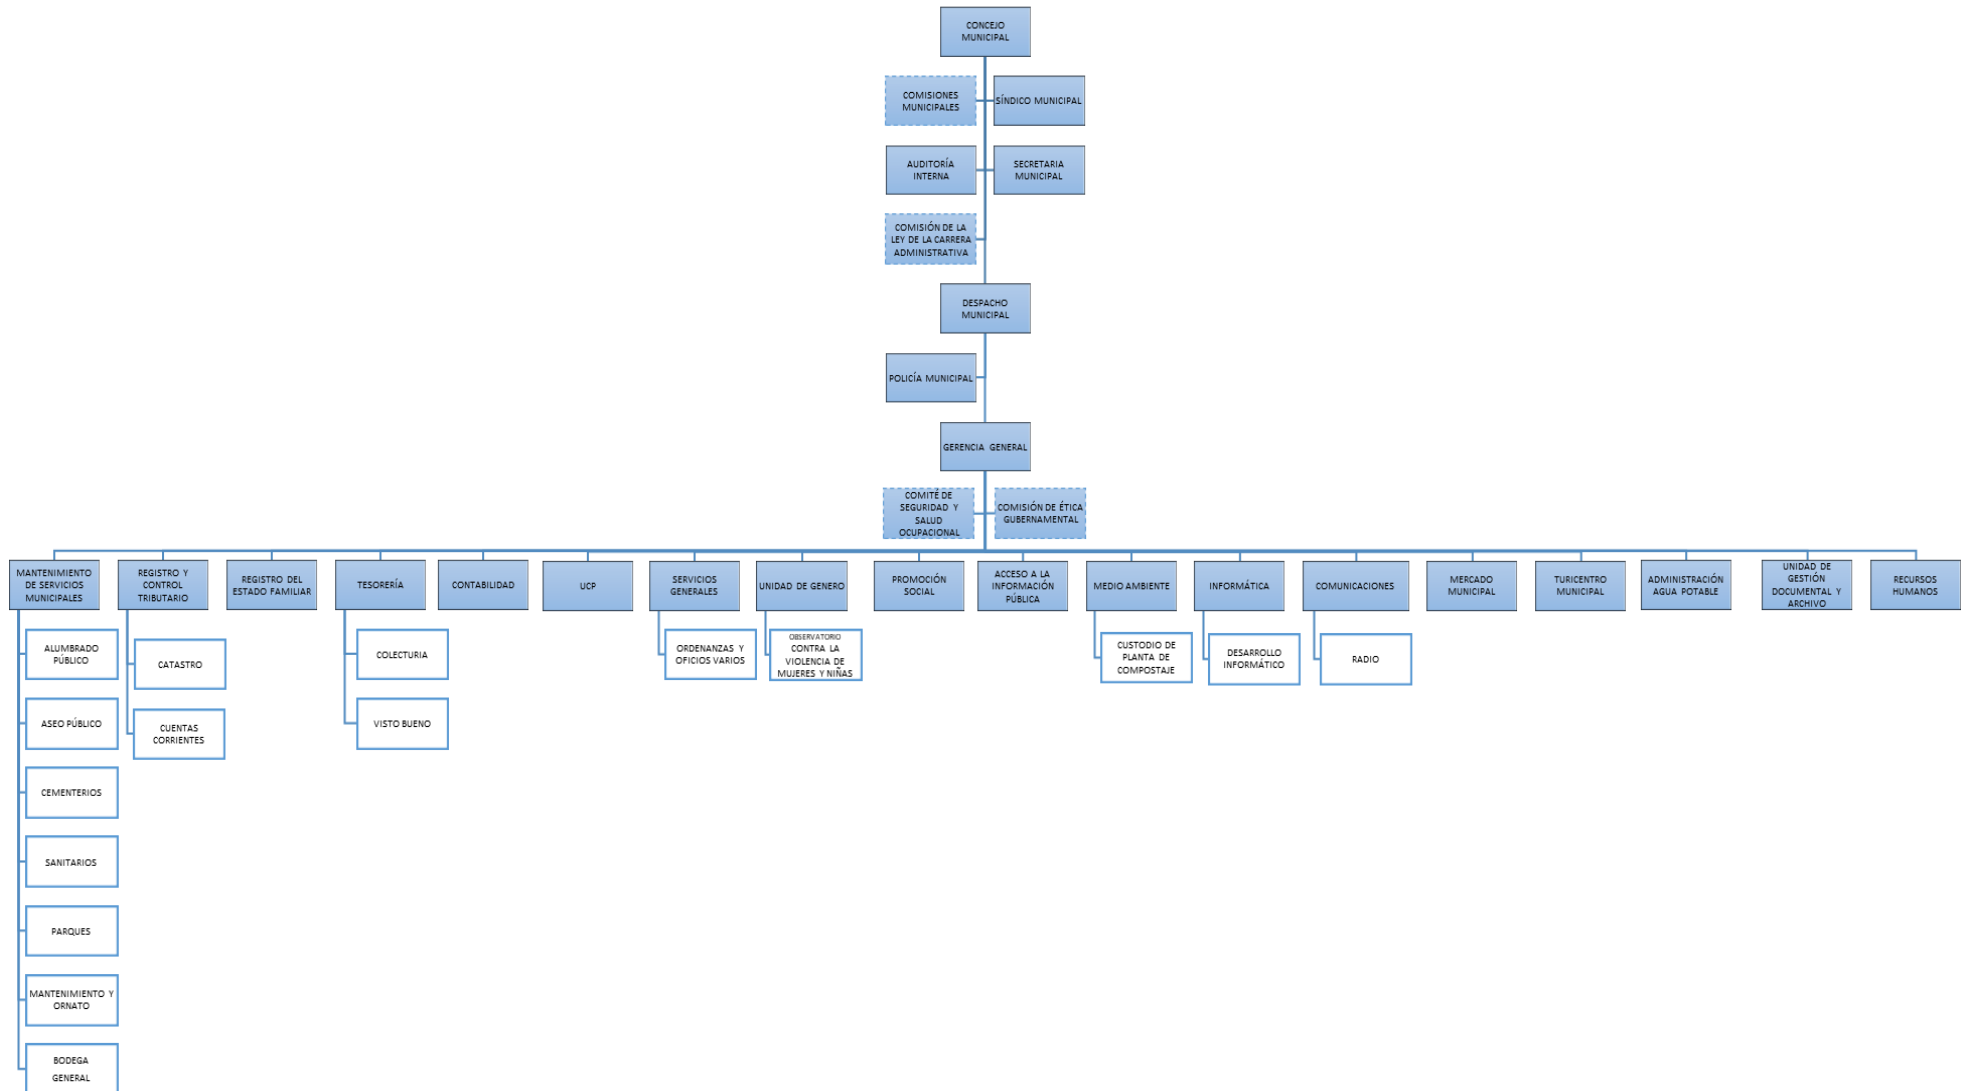 CONCEJO
MUNICIPAL
COMISIONES
MUNICIPALES
SÍNDICO MUNICIPAL
AUDITORÍA
INTERNA
SECRETARIA
MUNICIPAL
COMISIÓN DE LA
LEY DE LA CARRERA
ADMINISTRATIVA
DESPACHO
MUNICIPAL
POLICÍA MUNICIPAL
GERENCIA GENERAL
COMITÉ DE
SEGURIDAD Y
SALUD
OCUPACIONAL
COMISIÓN DE ÉTICA
GUBERNAMENTAL
MANTENIMIENTO
DE SERVICIOS
MUNICIPALES
REGISTRO Y
CONTROL
TRIBUTARIO
REGISTRO DEL
ESTADO FAMILIAR
TESORERÍA
CONTABILIDAD
UCP
SERVICIOS
GENERALES
UNIDAD DE GENERO
PROMOCIÓN
SOCIAL
ACCESO A LA
INFORMACIÓN
PÚBLICA
MEDIO AMBIENTE
INFORMÁTICA
COMUNICACIONES
MERCADO
MUNICIPAL
TURICENTRO
MUNICIPAL
ADMINISTRACIÓN
AGUA POTABLE
UNIDAD DE
GESTIÓN
DOCUMENTAL Y
ARCHIVO
RECURSOS
HUMANOS
ALUMBRADO
PÚBLICO
ASEO PÚBLICO
CEMENTERIOS
SANITARIOS
PARQUES
MANTENIMIENTO Y
ORNATO
BODEGA
GENERAL
CATASTRO
CUENTAS
CORRIENTES
COLECTURIA
VISTO BUENO
ORDENANZAS Y
OFICIOS VARIOS
OBSERVATORIO
CONTRA LA
VIOLENCIA DE
MUJERES Y NIÑAS
CUSTODIO DE
PLANTA DE
COMPOSTAJE
DESARROLLO
INFORMÁTICO
RADIO